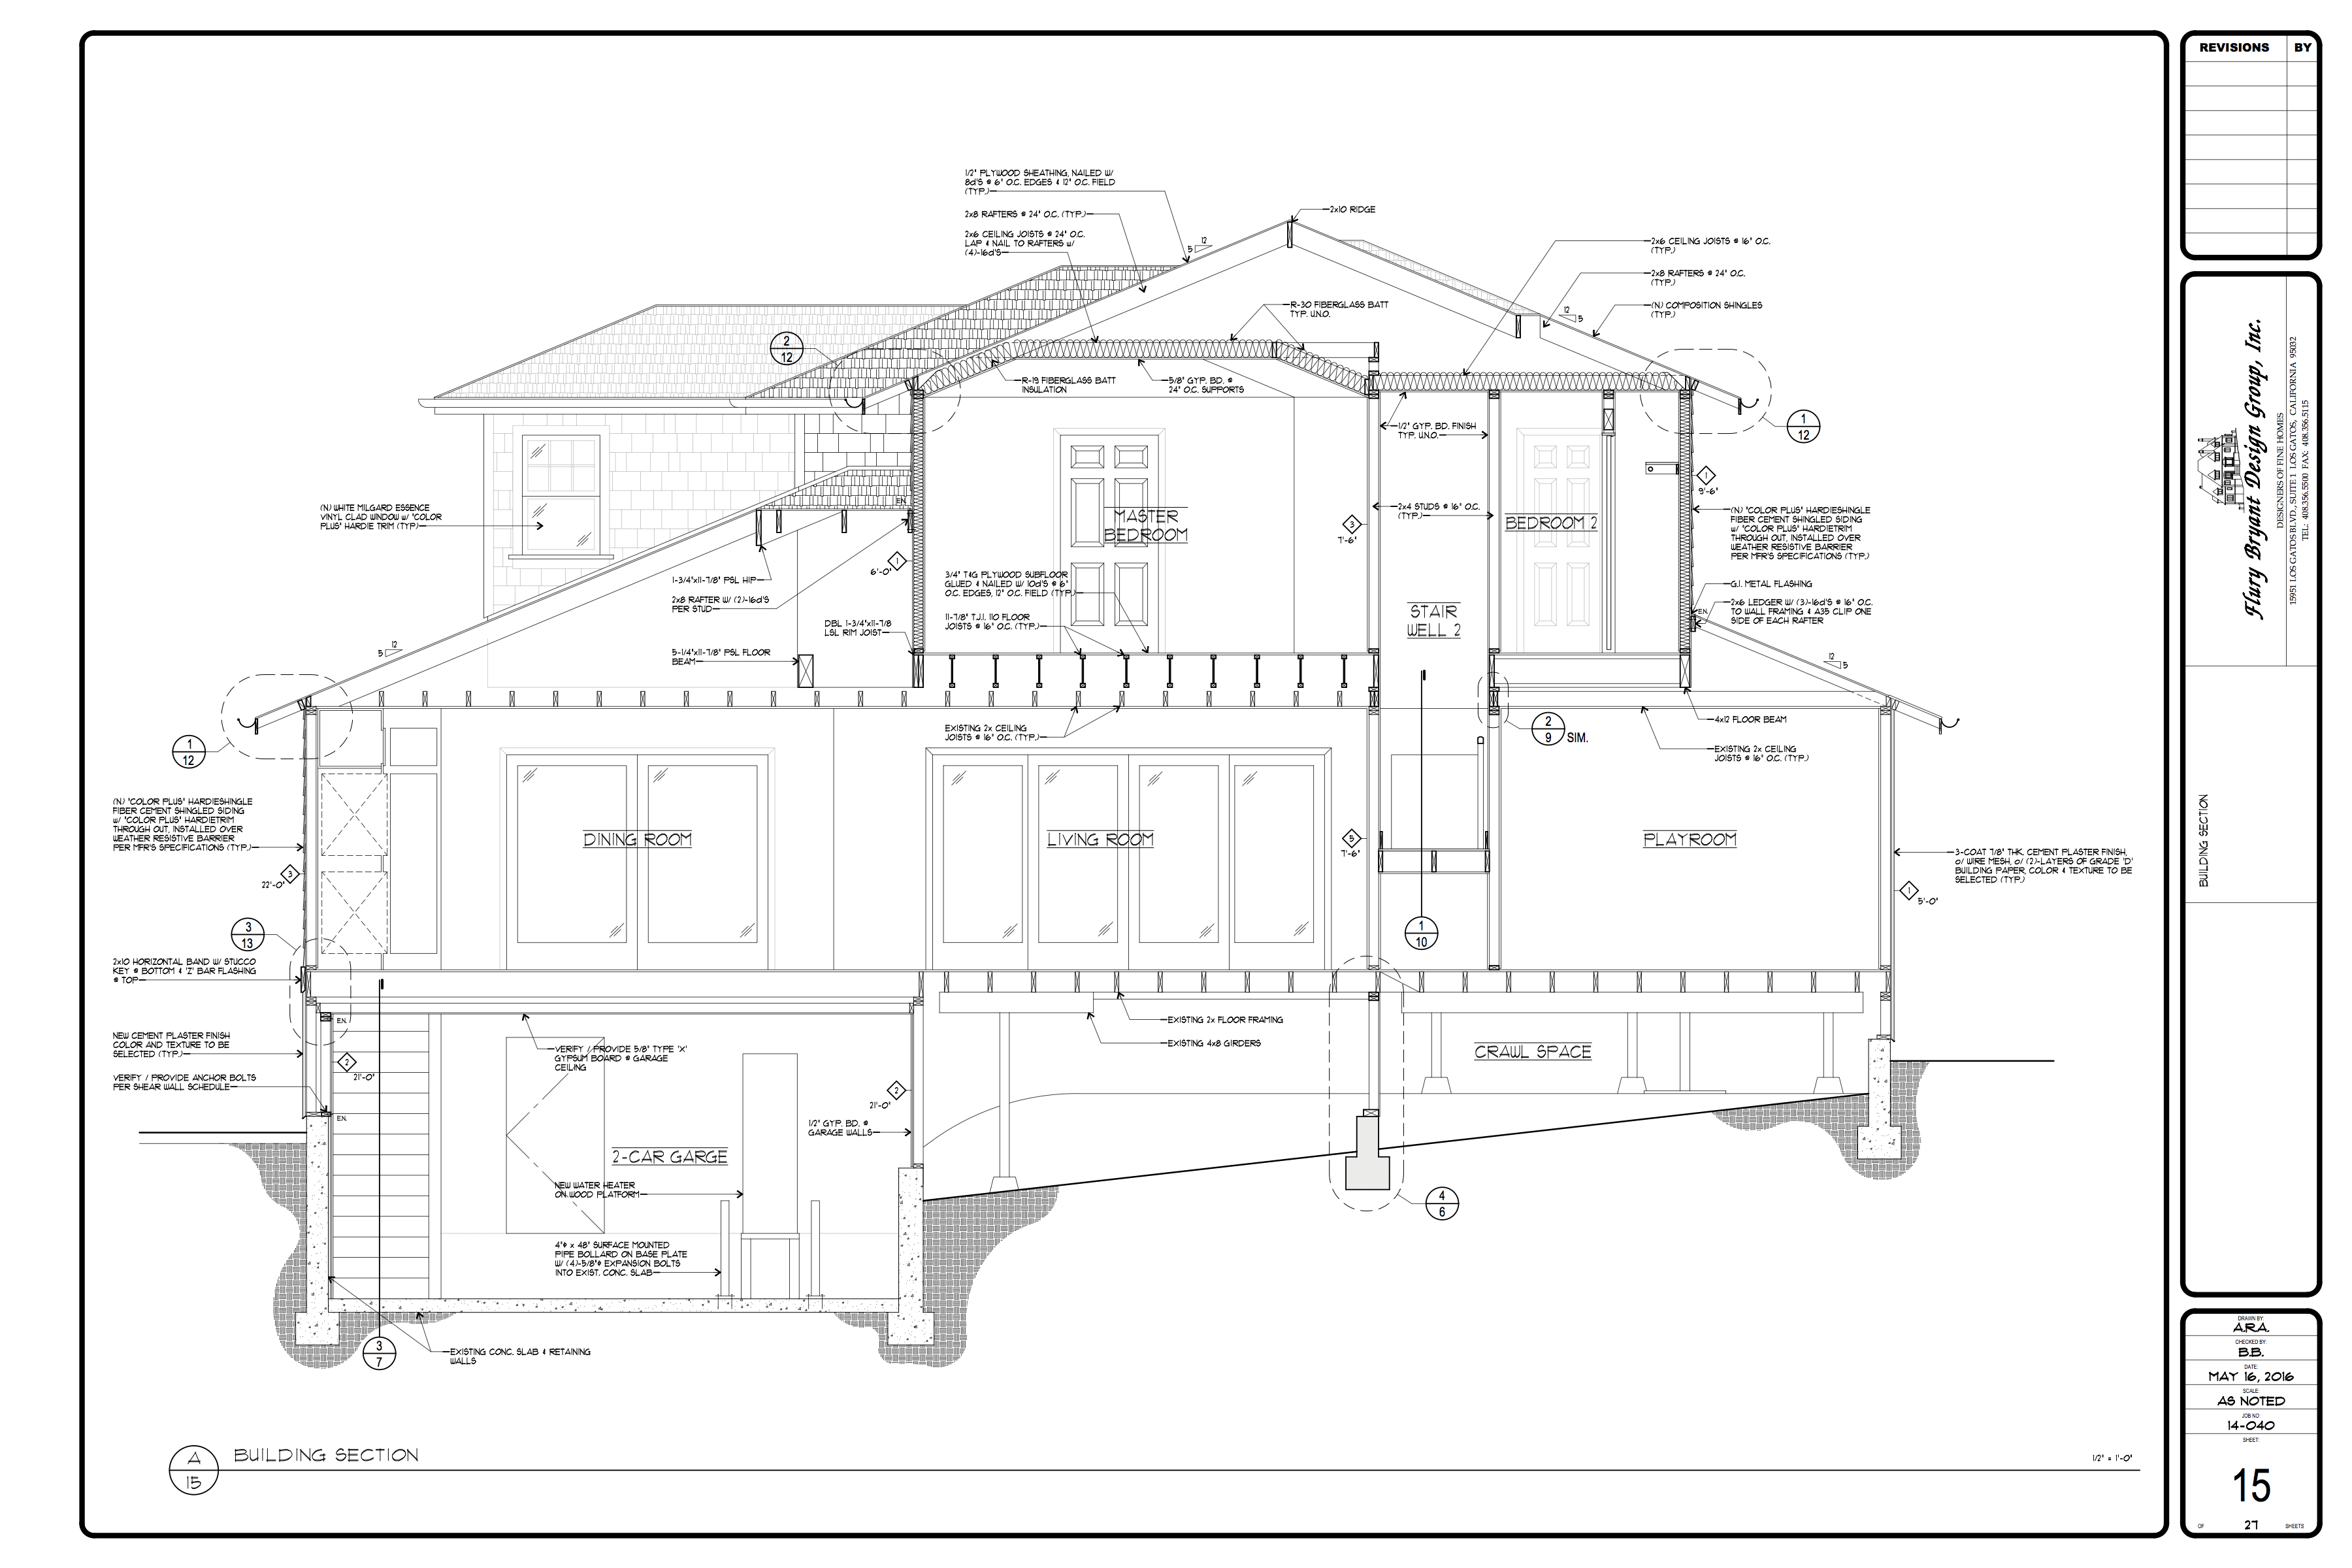 REVISIONS BY
1/2" PLYWOOD SHEATHING, NAILED W/
8d'S @ 6" O.C. EDGES & 12" O.C. FIELD
(TYP.)
2x8 RAFTERS @ 24" O.C. (TYP.)
2x6 CEILING JOISTS @ 24" O.C.
LAP & NAIL TO RAFTERS w/
(4)-16d'S
12
5
2x10 RIDGE
2x6 CEILING JOISTS @ 16" O.C.
(TYP.)
2x8 RAFTERS @ 24" O.C.
(TYP.)
(N) COMPOSITION SHINGLES
(TYP.)
12
5
R-30 FIBERGLASS BATT
TYP. U.N.O.
2
12
R-19 FIBERGLASS BATT
INSULATION
5/8" GYP. BD. @
24" O.C. SUPPORTS
1/2" GYP. BD. FINISH
TYP. U.N.O.
1
12
1
9'-6"
(N) WHITE MILGARD ESSENCE
VINYL CLAD WINDOW w/ "COLOR
PLUS" HARDIE TRIM (TYP.)
E.N.
MASTER
BEDROOM
2x4 STUDS @ 16" O.C.
(TYP.)
3
7'-6"
BEDROOM 2
(N) "COLOR PLUS" HARDIESHINGLE
FIBER CEMENT SHINGLED SIDING
w/ "COLOR PLUS" HARDIETRIM
THROUGH OUT, INSTALLED OVER
WEATHER RESISTIVE BARRIER
PER MFR'S SPECIFICATIONS (TYP.)
1
6'-0"
1-3/4"x11-7/8" PSL HIP
2x8 RAFTER W/ (2)-16d'S
PER STUD
3/4" T&G PLYWOOD SUBFLOOR
GLUED & NAILED W/ 10d'S @ 6"
O.C. EDGES, 12" O.C. FIELD (TYP.)
11-7/8" T.J.I. 110 FLOOR
JOISTS @ 16" O.C. (TYP.)
DBL 1-3/4"x11-7/8
LSL RIM JOIST
5-1/4"x11-7/8" PSL FLOOR
BEAM
STAIR
WELL 2
G.I. METAL FLASHING
E.N.
2x6 LEDGER W/ (3)-16d'S @ 16" O.C.
TO WALL FRAMING & A35 CLIP ONE
SIDE OF EACH RAFTER
12
5
12
5
1
12
EXISTING 2x CEILING
JOISTS @ 16" O.C. (TYP.)
2
9
SIM.
4x12 FLOOR BEAM
EXISTING 2x CEILING
JOISTS @ 16" O.C. (TYP.)
(N) "COLOR PLUS" HARDIESHINGLE
FIBER CEMENT SHINGLED SIDING
w/ "COLOR PLUS" HARDIETRIM
THROUGH OUT, INSTALLED OVER
WEATHER RESISTIVE BARRIER
PER MFR'S SPECIFICATIONS (TYP.)
DINING ROOM
LIVING ROOM
5
7'-6"
PLAYROOM
3-COAT 7/8" THK. CEMENT PLASTER FINISH,
o/ WIRE MESH, o/ (2)-LAYERS OF GRADE 'D'
BUILDING PAPER, COLOR & TEXTURE TO BE
SELECTED (TYP.)
3
22'-0"
1
5'-0"
3
13
1
10
2x10 HORIZONTAL BAND W/ STUCCO
KEY @ BOTTOM & 'Z' BAR FLASHING
@ TOP
NEW CEMENT PLASTER FINISH
COLOR AND TEXTURE TO BE
SELECTED (TYP.)
VERIFY / PROVIDE ANCHOR BOLTS
PER SHEAR WALL SCHEDULE
E.N.
2
21'-0"
E.N.
VERIFY / PROVIDE 5/8" TYPE 'X'
GYPSUM BOARD @ GARAGE
CEILING
EXISTING 2x FLOOR FRAMING
EXISTING 4x8 GIRDERS
CRAWL SPACE
2
21'-0"
1/2" GYP. BD. @
GARAGE WALLS
2-CAR GARGE
NEW WATER HEATER
ON WOOD PLATFORM
4
6
4"Φ x 48" SURFACE MOUNTED
PIPE BOLLARD ON BASE PLATE
W/ (4)-5/8"Φ EXPANSION BOLTS
INTO EXIST. CONC. SLAB
3
7
EXISTING CONC. SLAB & RETAINING
WALLS
A
15
BUILDING SECTION
1/2" = 1'-0"
Flury Bryant Design Group, Inc.
DESIGNERS OF FINE HOMES
15951 LOS GATOS BLVD., SUITE 1 LOS GATOS, CALIFORNIA 95032
TEL: 408.356.5500 FAX: 408.356.5115
BUILDING SECTION
DRAWN BY:
A.R.A.
CHECKED BY:
B.B.
DATE:
MAY 16, 2016
SCALE:
AS NOTED
JOB NO:
14-040
SHEET:
15
OF 27 SHEETS